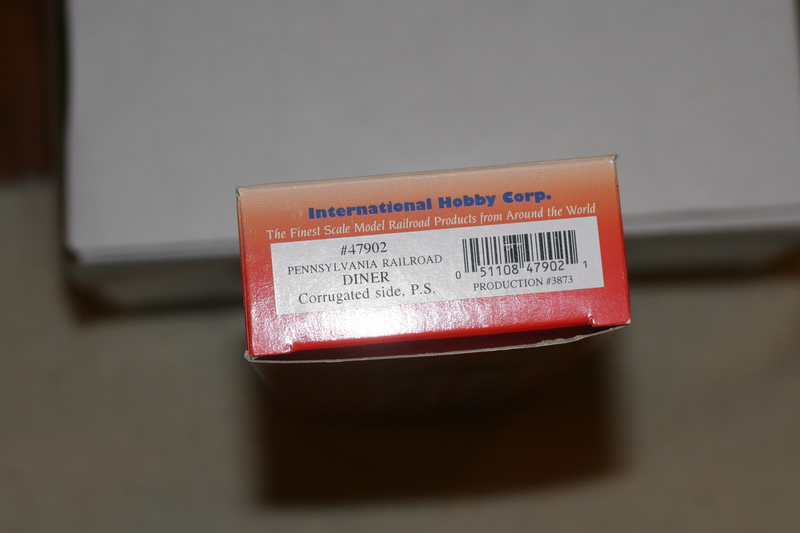 International Hobby Corp.
The Finest Scale Model Railroad Products from Around the World
#47902
PENNSYLVANIA RAILROAD
DINER
Corrugated side, P.S.
0 51108 47902 1
PRODUCTION #3873